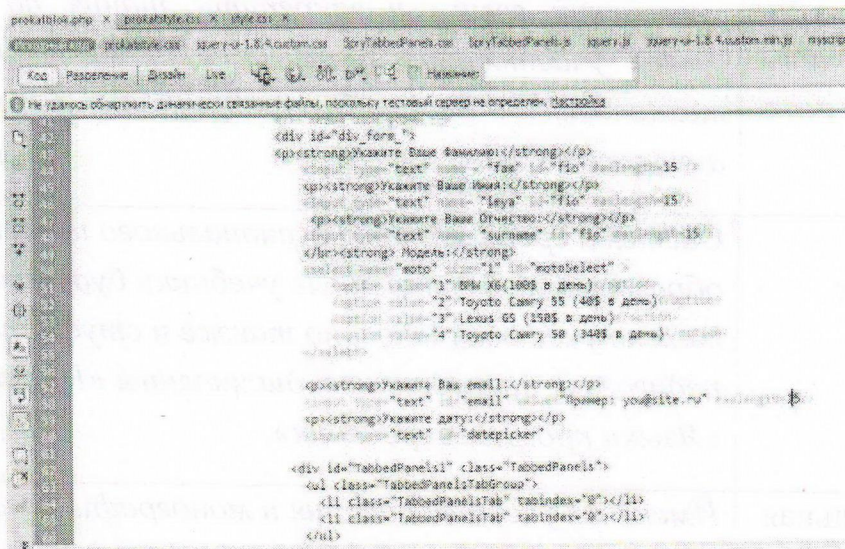 prokatblok.php × prokatstyle.css × style.css ×
prokatstyle.css jquery-ui-1.8.4.custom.css SpryTabbedPanels.css SpryTabbedPanels.js jquery.js jquery-ui-1.8.4.custom.min.js
Код Разделение Дизайн Live Название:
Не удалось обнаружить динамически связанные файлы, поскольку тестовый сервер не определен. Настройка
<div id="div_form_">
<p><strong>Укажите Ваше Фамилию:</strong></p>
<input type="text" name = "fam" id="fio" maxlength=15
<p><strong>Укажите Ваше Имя:</strong></p>
<input type="text" name = "imya" id="fio" maxlength=15/>
<p><strong>Укажите Ваше Отчество:</strong></p>
<input type="text" name "surname" id="fio" maxlength=15/>
</br><strong> Модель:</strong>
<select name="moto" size="1" id="motoSelect" >
<option value="1">BMW X6(100$ в день)</option>
<option value="2">Toyoto Camry 55 (40$ в день)</option>
<option value="3">Lexus GS (150$ в день)</option>
<option value="4">Toyoto Camry 50 (340$ в день)</option>
</select>
<p><strong>Укажите Ваш email:</strong></p>
<input type="text" id="email" value="Пример: you@site.ru"
<p><strong>Укажите дату:</strong></p>
<input type="text" id="datepicker"
<div id="TabbedPanels1" class="TabbedPanels">
<ul class="TabbedPanelsTabGroup">
<li class="TabbedPanelsTab" tabindex="0"></li>
<li class="TabbedPanelsTab" tabindex="0"></li>
</ul>